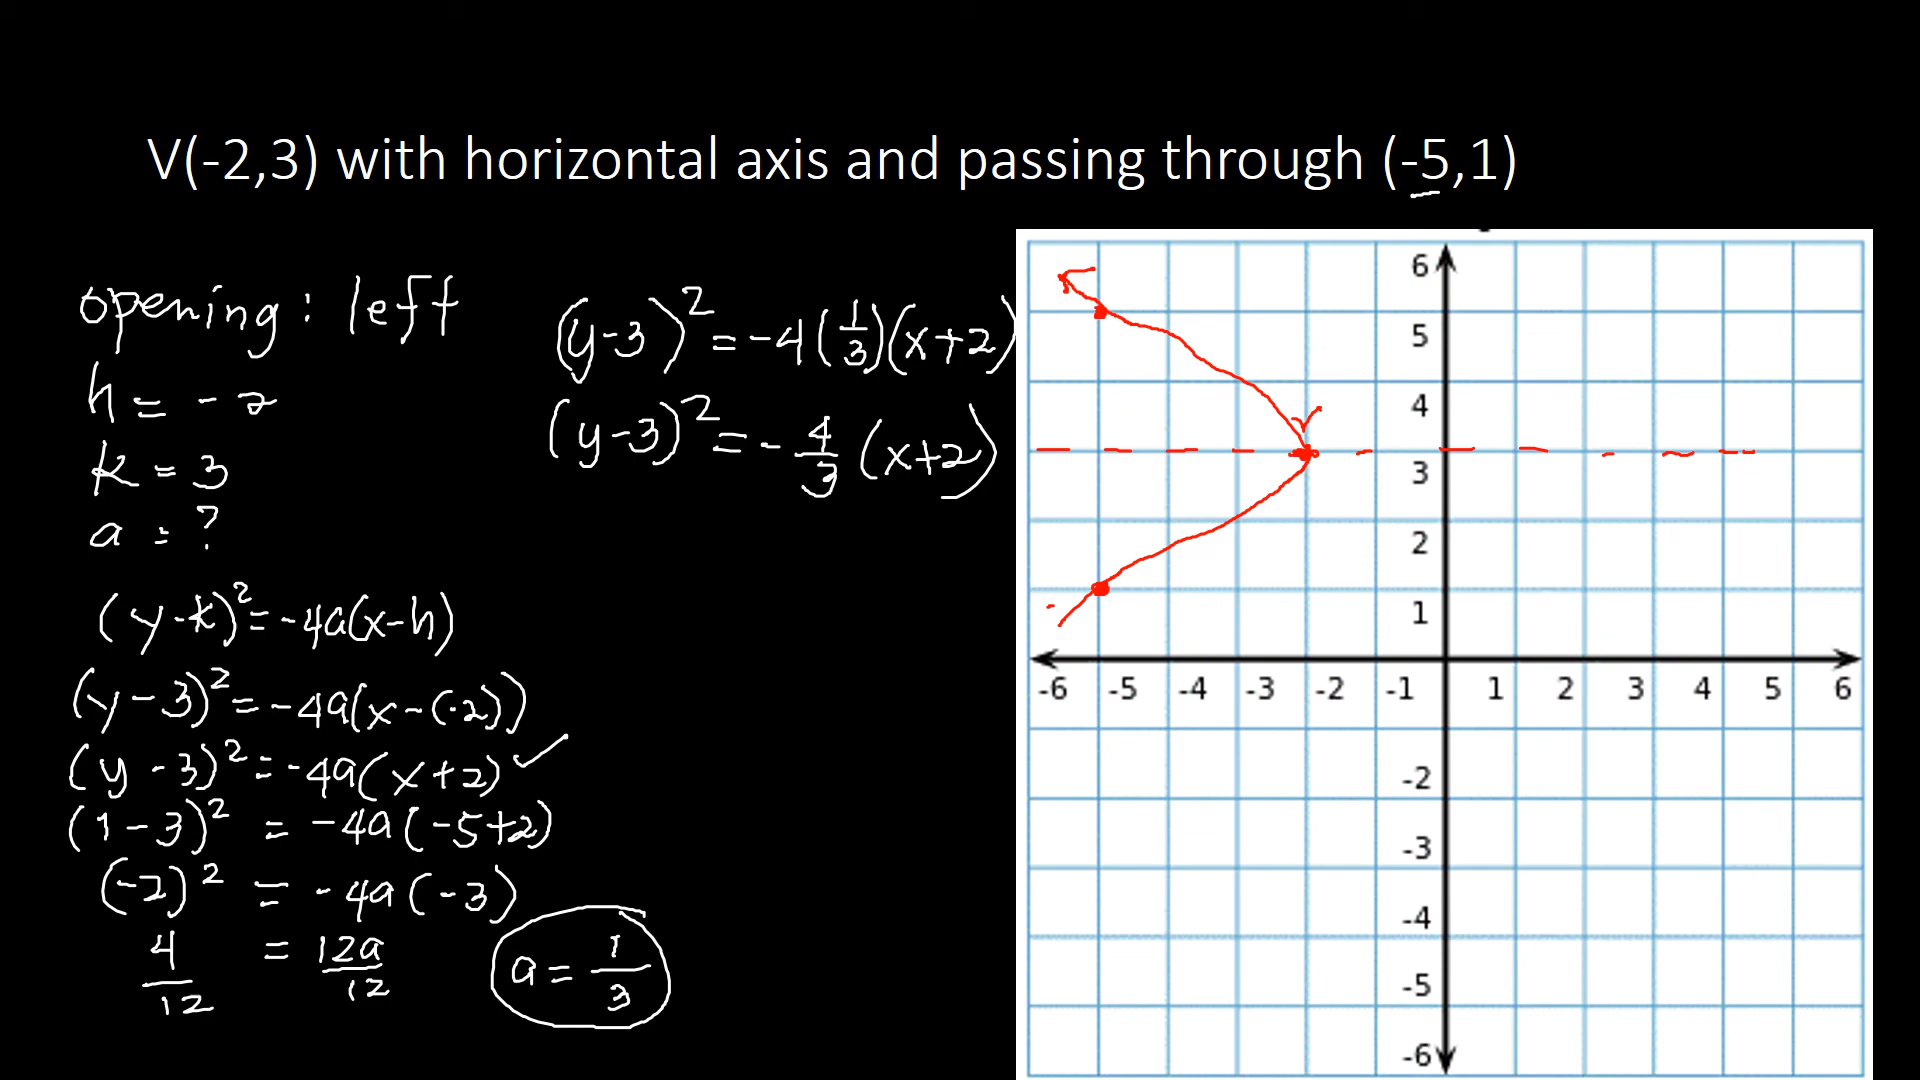 V(-2,3) with horizontal axis and passing through (-5,1)
opening: left
h = -2
k = 3
a = ?
(y-k)² = -4a(x-h)
(y-3)² = -4a(x-(-2))
(y-3)² = -4a(x+2) ✓
(1-3)² = -4a(-5+2)
(-2)² = -4a(-3)
4/12 = 12a/12
a = 1/3
(y-3)² = -4(1/3)(x+2)
(y-3)² = -4/3 (x+2)
6
5
4
3
2
1
-6 -5 -4 -3 -2 -1 1 2 3 4 5 6
-2
-3
-4
-5
-6